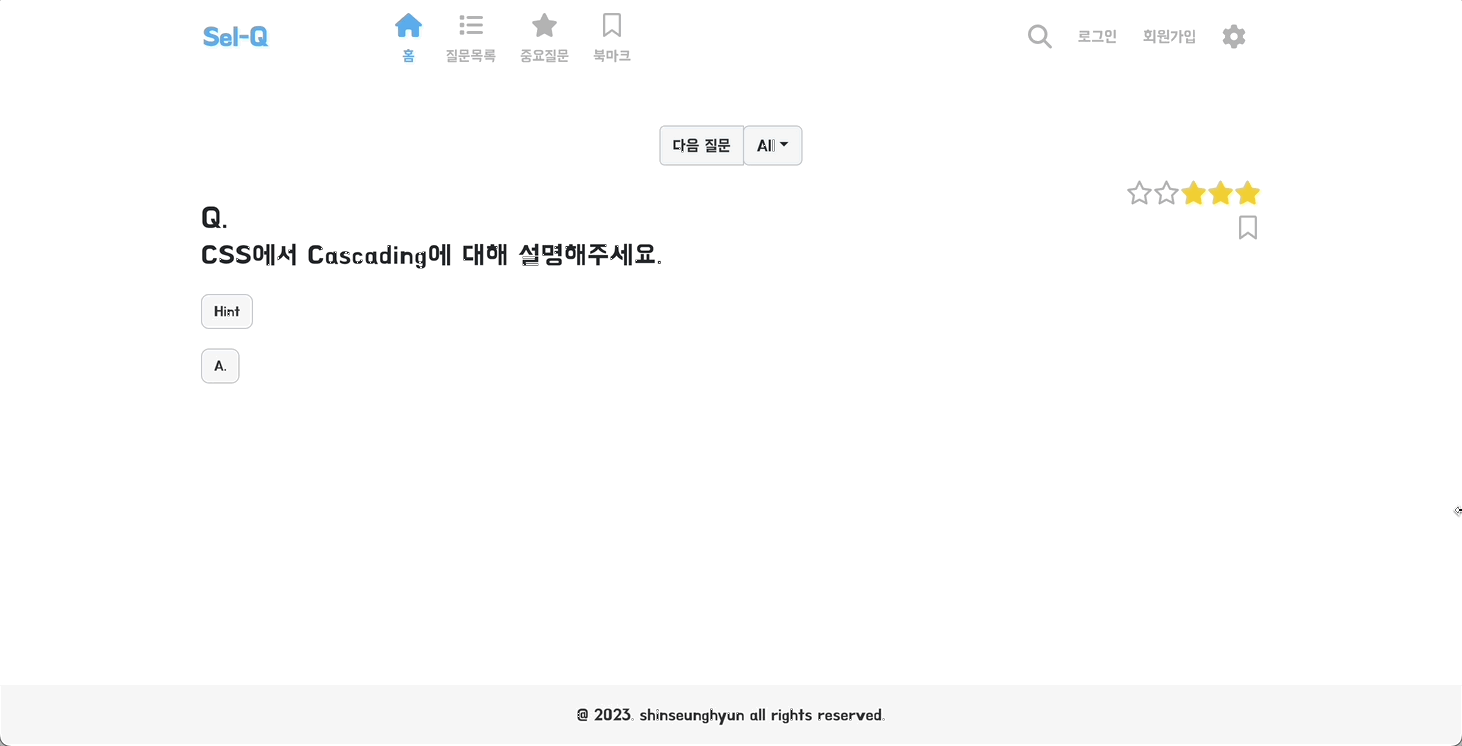 Sel-Q
홈
질문목록
중요질문
북마크
로그인
회원가입
다음 질문
All
Q.
CSS에서 Cascading에 대해 설명해주세요.
Hint
A.
@ 2023. shinseunghyun all rights reserved.